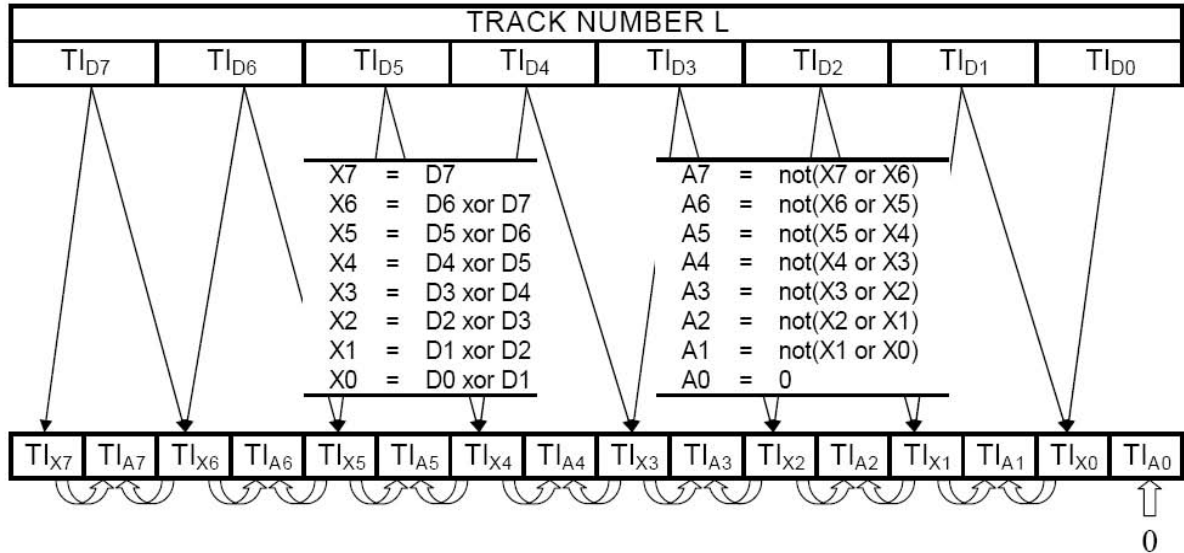 TRACK NUMBER L
TI_D7 TI_D6 TI_D5 TI_D4 TI_D3 TI_D2 TI_D1 TI_D0
X7 = D7
X6 = D6 xor D7
X5 = D5 xor D6
X4 = D4 xor D5
X3 = D3 xor D4
X2 = D2 xor D3
X1 = D1 xor D2
X0 = D0 xor D1
A7 = not(X7 or X6)
A6 = not(X6 or X5)
A5 = not(X5 or X4)
A4 = not(X4 or X3)
A3 = not(X3 or X2)
A2 = not(X2 or X1)
A1 = not(X1 or X0)
A0 = 0
TI_X7 TI_A7 TI_X6 TI_A6 TI_X5 TI_A5 TI_X4 TI_A4 TI_X3 TI_A3 TI_X2 TI_A2 TI_X1 TI_A1 TI_X0 TI_A0
0